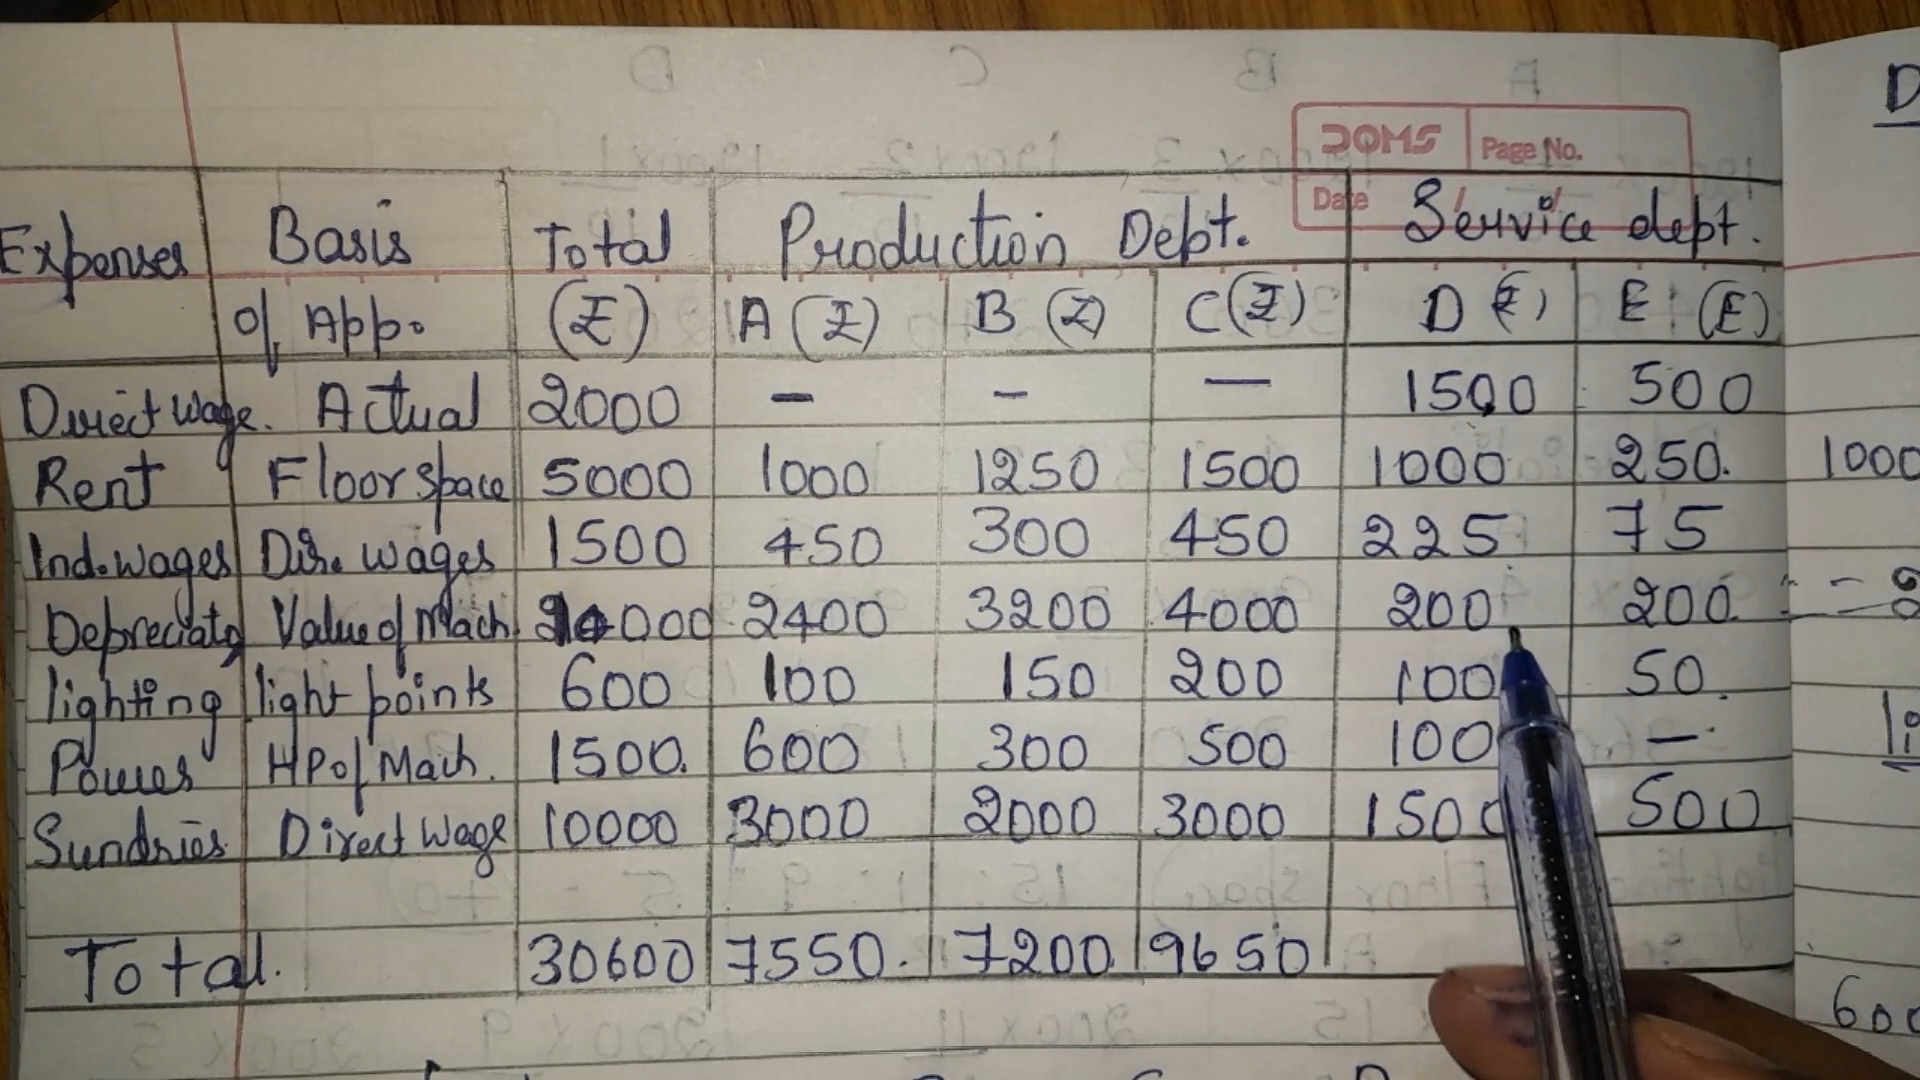 DOMS Page No.
Date
Expenses Basis of App. Total (₹) Production Dept. Service dept.
A (₹) B (₹) C (₹) D (₹) E (₹)
Direct wage. Actual 2000 - - - 1500 500
Rent Floor space 5000 1000 1250 1500 1000 250.
Ind. wages Dir. wages 1500 450 300 450 225 75
Value of Mach 2400 3200 4000 200 200.
lighting light points 600 100 150 200 100 50.
Power HP of Mach. 1500. 600 300 500 100 -
Sundries Direct wage 10000 3000 2000 3000 1500 500
Total. 30600 7550. 7200. 9650
D
1000
600